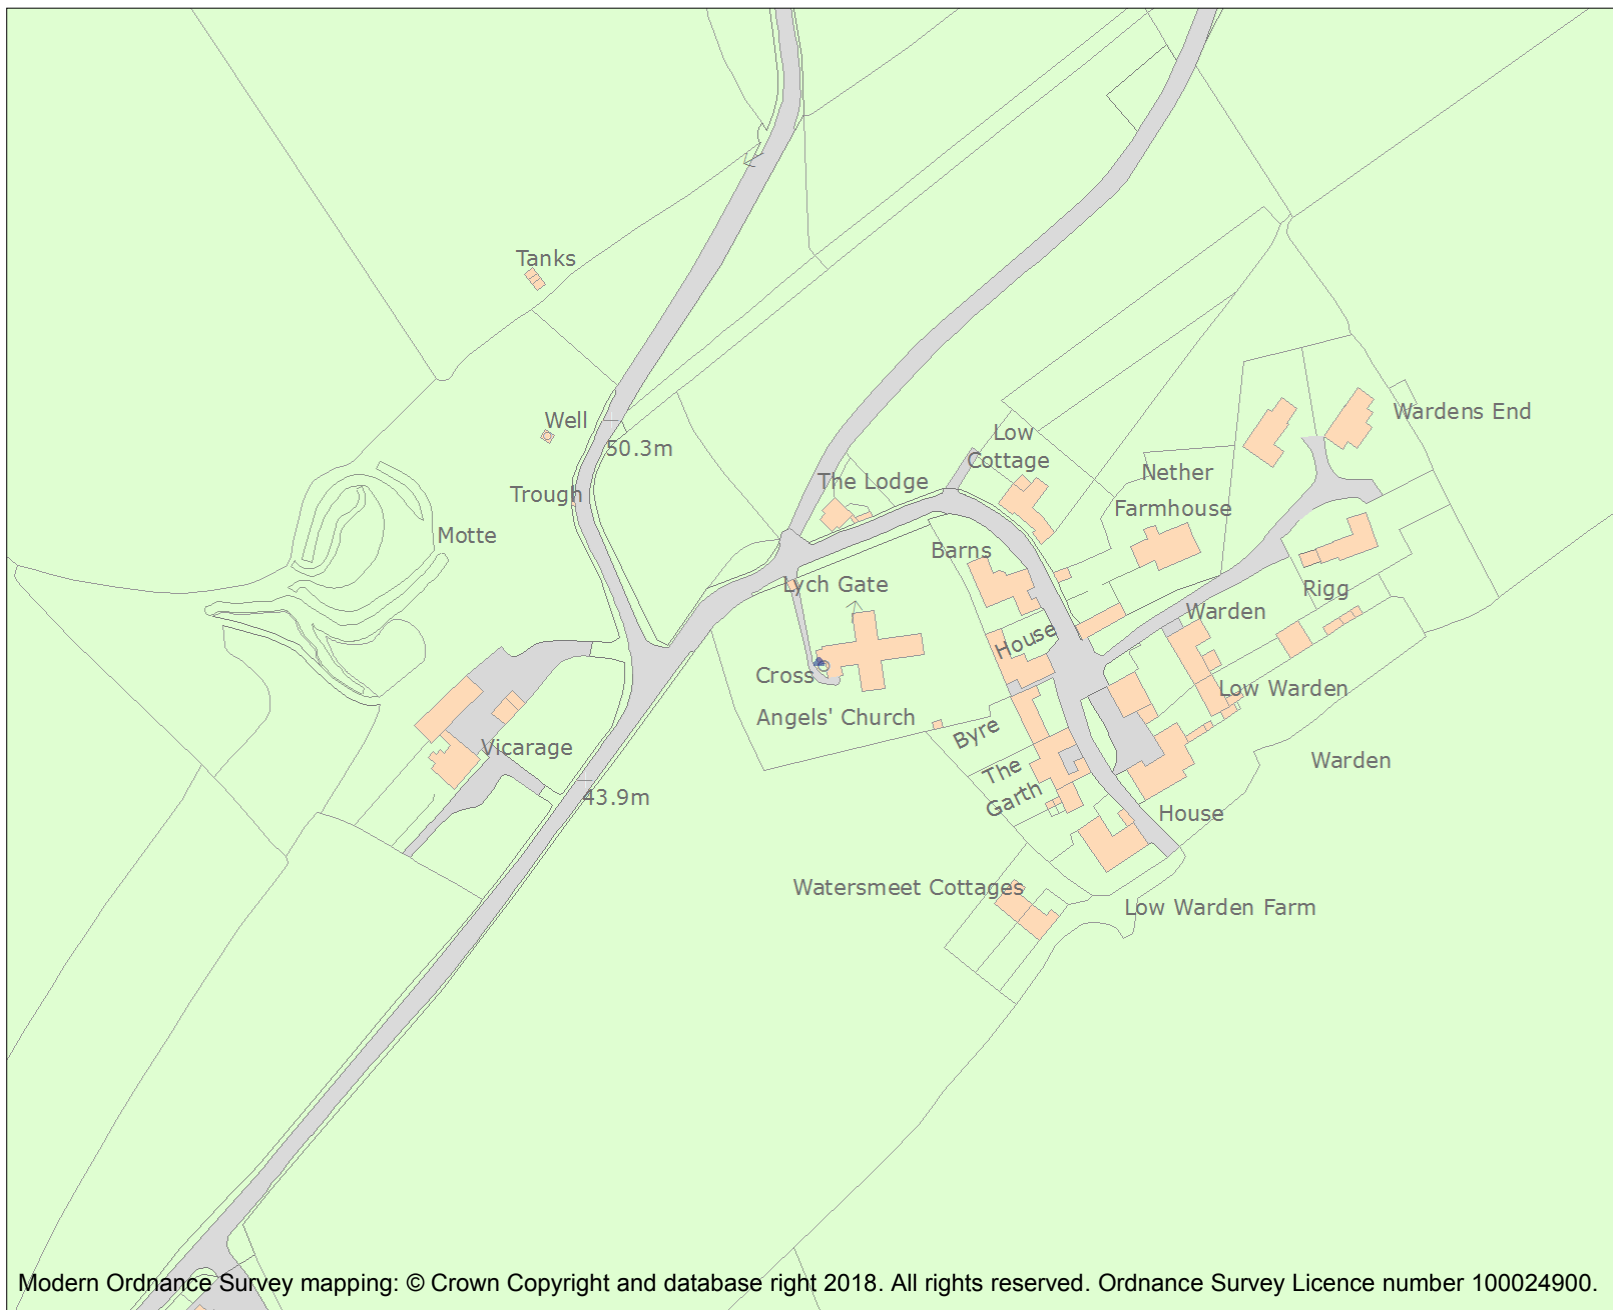 Tanks
Well
50.3m
Trough
Motte
Low
Cottage
Wardens End
The Lodge
Nether
Farmhouse
Barns
Lych Gate
House
Rigg
Warden
Cross
Angels' Church
Low Warden
Byre
The
Garth
Vicarage
43.9m
Warden
House
Watersmeet Cottages
Low Warden Farm
Modern Ordnance Survey mapping: © Crown Copyright and database right 2018. All rights reserved. Ordnance Survey Licence number 100024900.